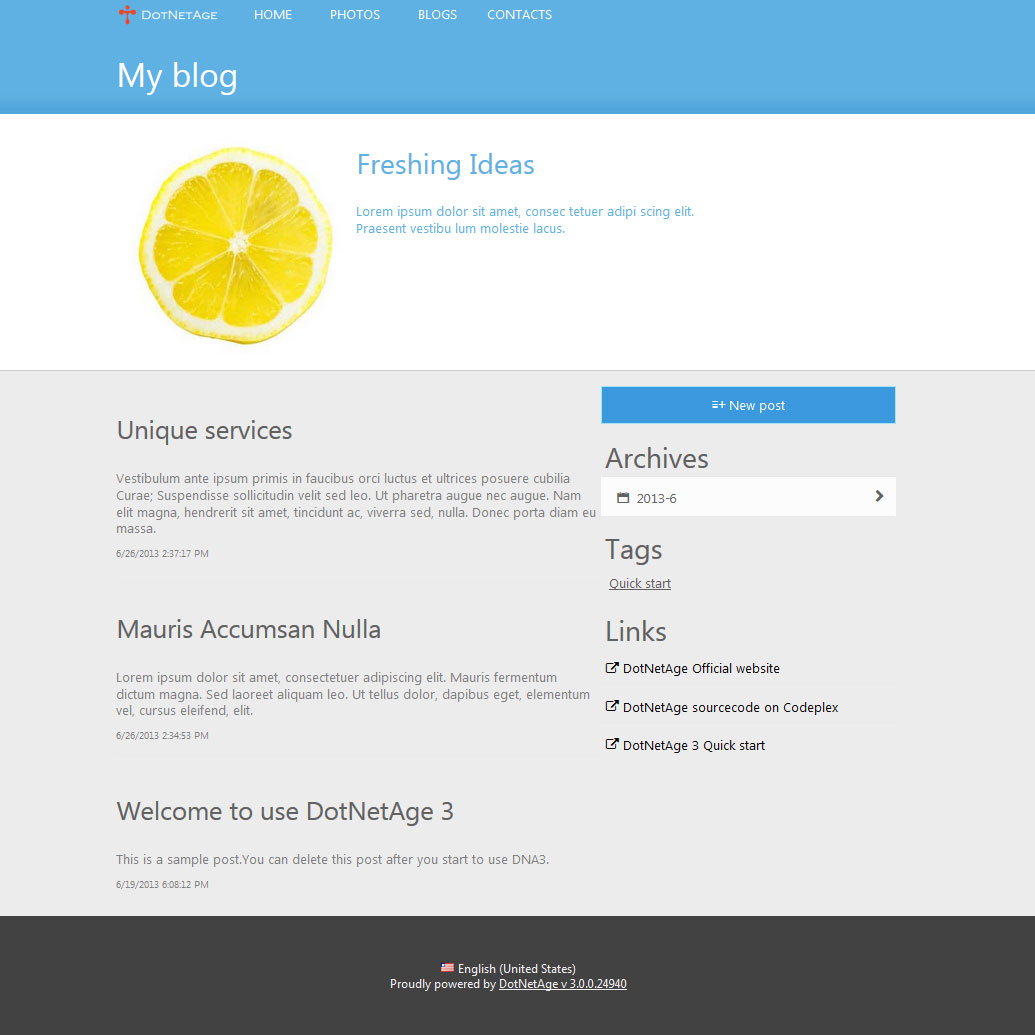 DotNetAge HOME PHOTOS BLOGS CONTACTS
My blog
Freshing Ideas
Lorem ipsum dolor sit amet, consec tetuer adipi scing elit.
Praesent vestibu lum molestie lacus.
Unique services
Vestibulum ante ipsum primis in faucibus orci luctus et ultrices posuere cubilia
Curae; Suspendisse sollicitudin velit sed leo. Ut pharetra augue nec augue. Nam
elit magna, hendrerit sit amet, tincidunt ac, viverra sed, nulla. Donec porta diam eu
massa.
6/26/2013 2:37:17 PM
Mauris Accumsan Nulla
Lorem ipsum dolor sit amet, consectetuer adipiscing elit. Mauris fermentum
dictum magna. Sed laoreet aliquam leo. Ut tellus dolor, dapibus eget, elementum
vel, cursus eleifend, elit.
6/26/2013 2:34:53 PM
Welcome to use DotNetAge 3
This is a sample post.You can delete this post after you start to use DNA3.
6/19/2013 6:08:12 PM
New post
Archives
2013-6
Tags
Quick start
Links
DotNetAge Official website
DotNetAge sourcecode on Codeplex
DotNetAge 3 Quick start
English (United States)
Proudly powered by DotNetAge v 3.0.0.24940